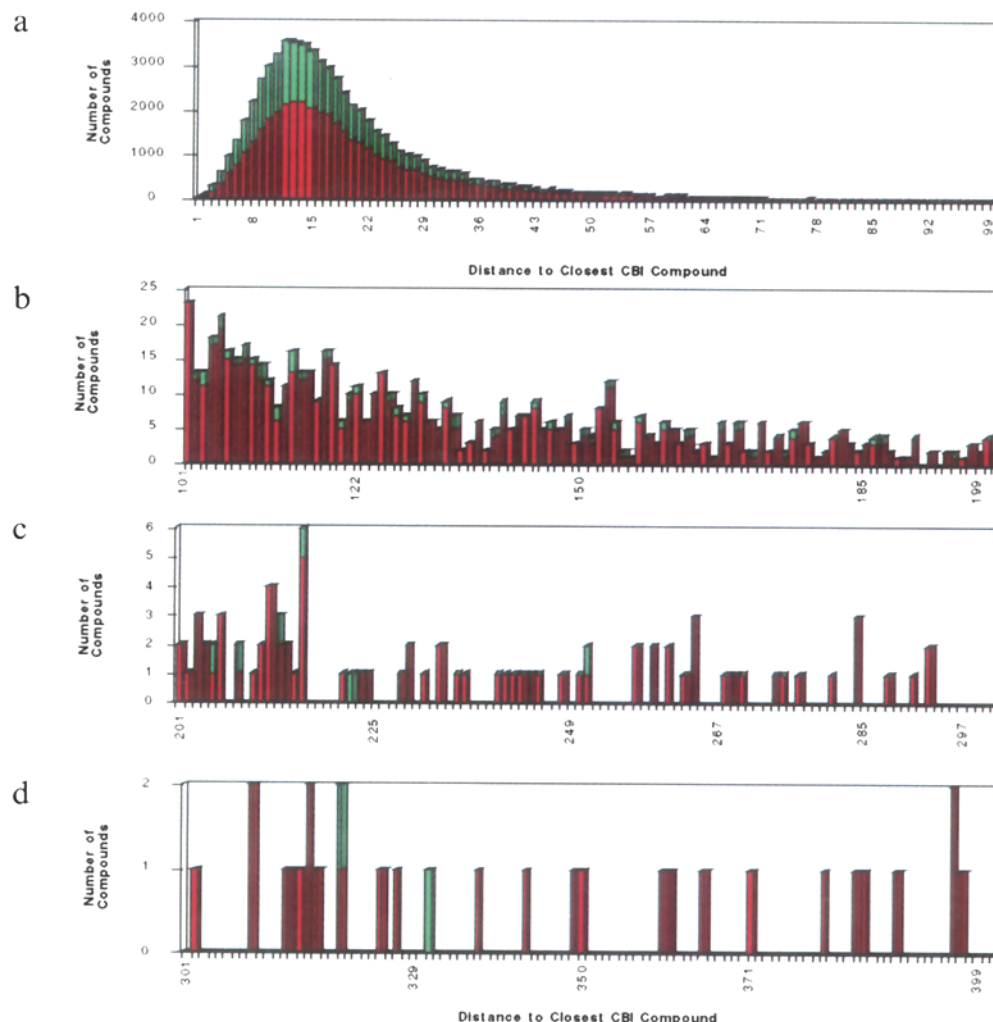 a
Number of
Compounds
4000
3000
2000
1000
0
1 8 15 22 29 36 43 50 57 64 71 78 85 92 99
Distance to Closest CBI Compound
b
Number of
Compounds
25
20
15
10
5
0
101 122 150 185 199
c
Number of
Compounds
6
5
4
3
2
1
0
201 225 249 267 285 297
d
Number of
Compounds
2
1
0
301 329 350 371 399
Distance to Closest CBI Compound